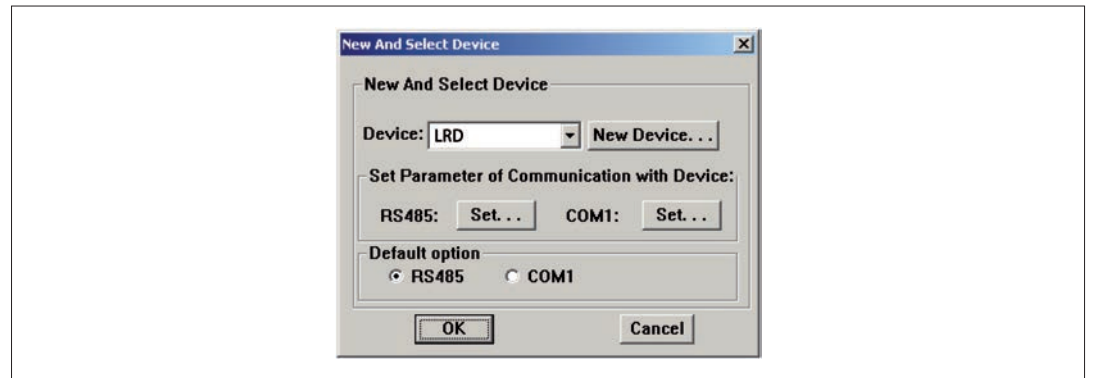 New And Select Device
New And Select Device
Device: LRD New Device. . .
Set Parameter of Communication with Device:
RS485: Set. . . COM1: Set. . .
Default option
RS485 COM1
OK Cancel